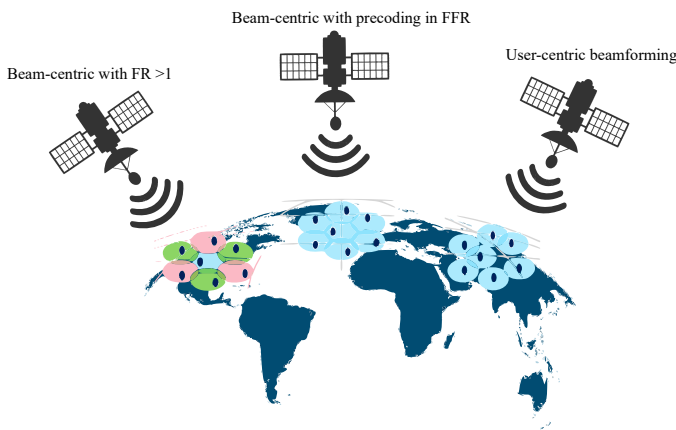 Beam-centric with precoding in FFR
User-centric beamforming
Beam-centric with FR >1